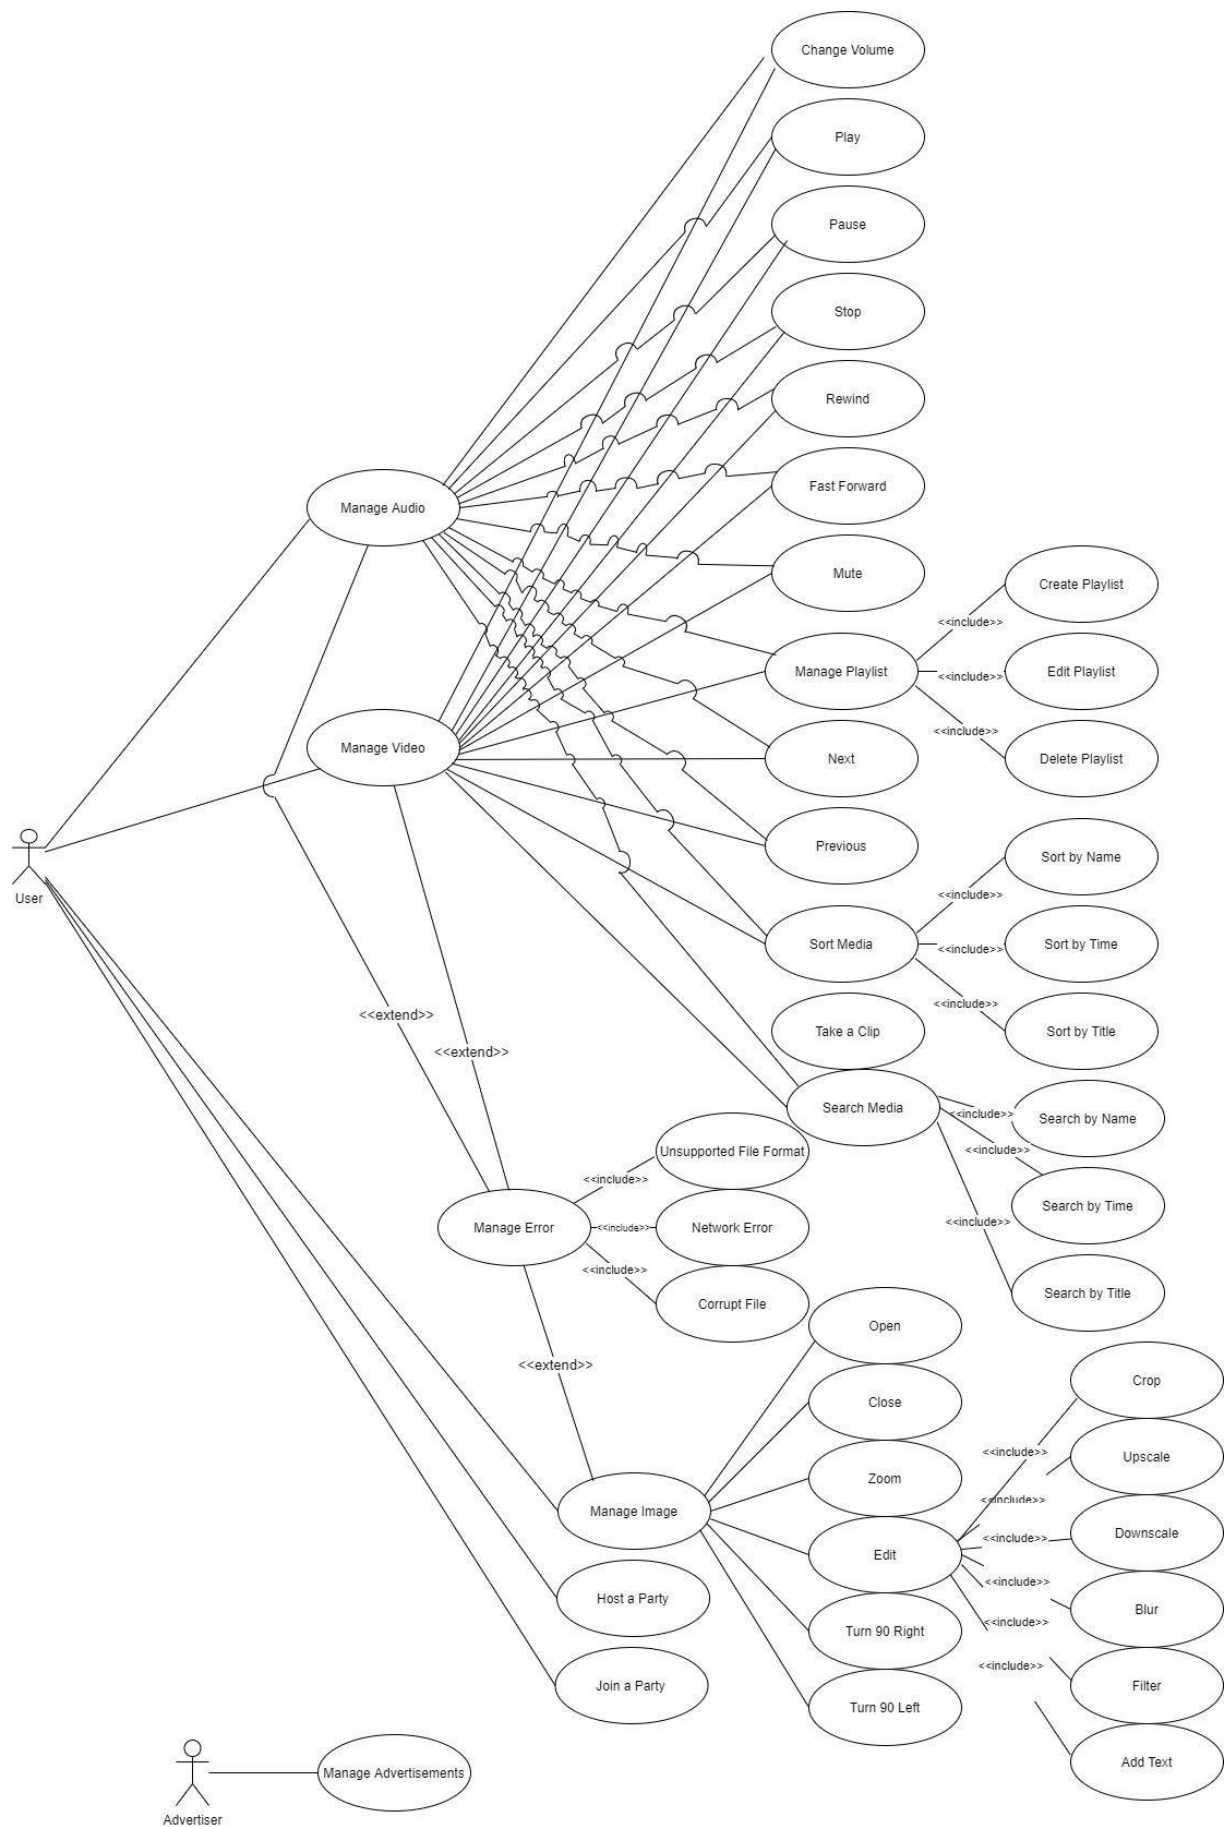 Change Volume
Play
Pause
Stop
Rewind
Manage Audio
Fast Forward
Mute
Create Playlist
<<include>>
Manage Playlist
Edit Playlist
<<include>>
<<include>>
Manage Video
Next
Delete Playlist
Previous
Sort by Name
User
<<include>>
Sort Media
Sort by Time
<<include>>
<<include>>
<<extend>>
Take a Clip
Sort by Title
<<extend>>
Search Media
<<include>>
Search by Name
Unsupported File Format
<<include>>
<<include>>
Search by Time
<<include>>
Manage Error
<<include>>
Network Error
<<include>>
Corrupt File
Search by Title
Open
<<extend>>
Crop
Close
<<include>>
Upscale
Zoom
<<include>>
Manage Image
Downscale
<<include>>
Edit
<<include>>
Host a Party
Blur
<<include>>
Turn 90 Right
<<include>>
Join a Party
Filter
Turn 90 Left
Add Text
Manage Advertisements
Advertiser